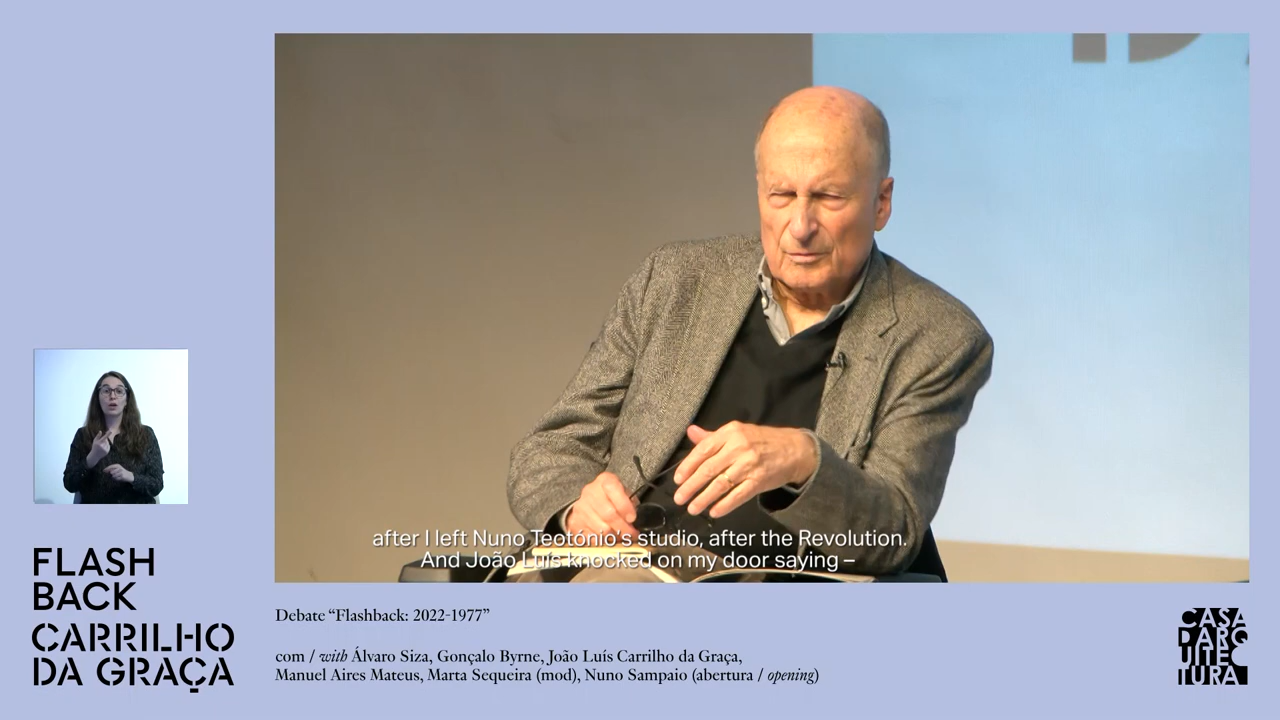 after I left Nuno Teotónio's studio, after the Revolution.
And João Luís knocked on my door saying –
FLASH
BACK
CARRILHO
DA GRAÇA
Debate “Flashback: 2022-1977”
com / with Álvaro Siza, Gonçalo Byrne, João Luís Carrilho da Graça,
Manuel Aires Mateus, Marta Sequeira (mod), Nuno Sampaio (abertura / opening)
CASA
DARQ
UITEC
TURA